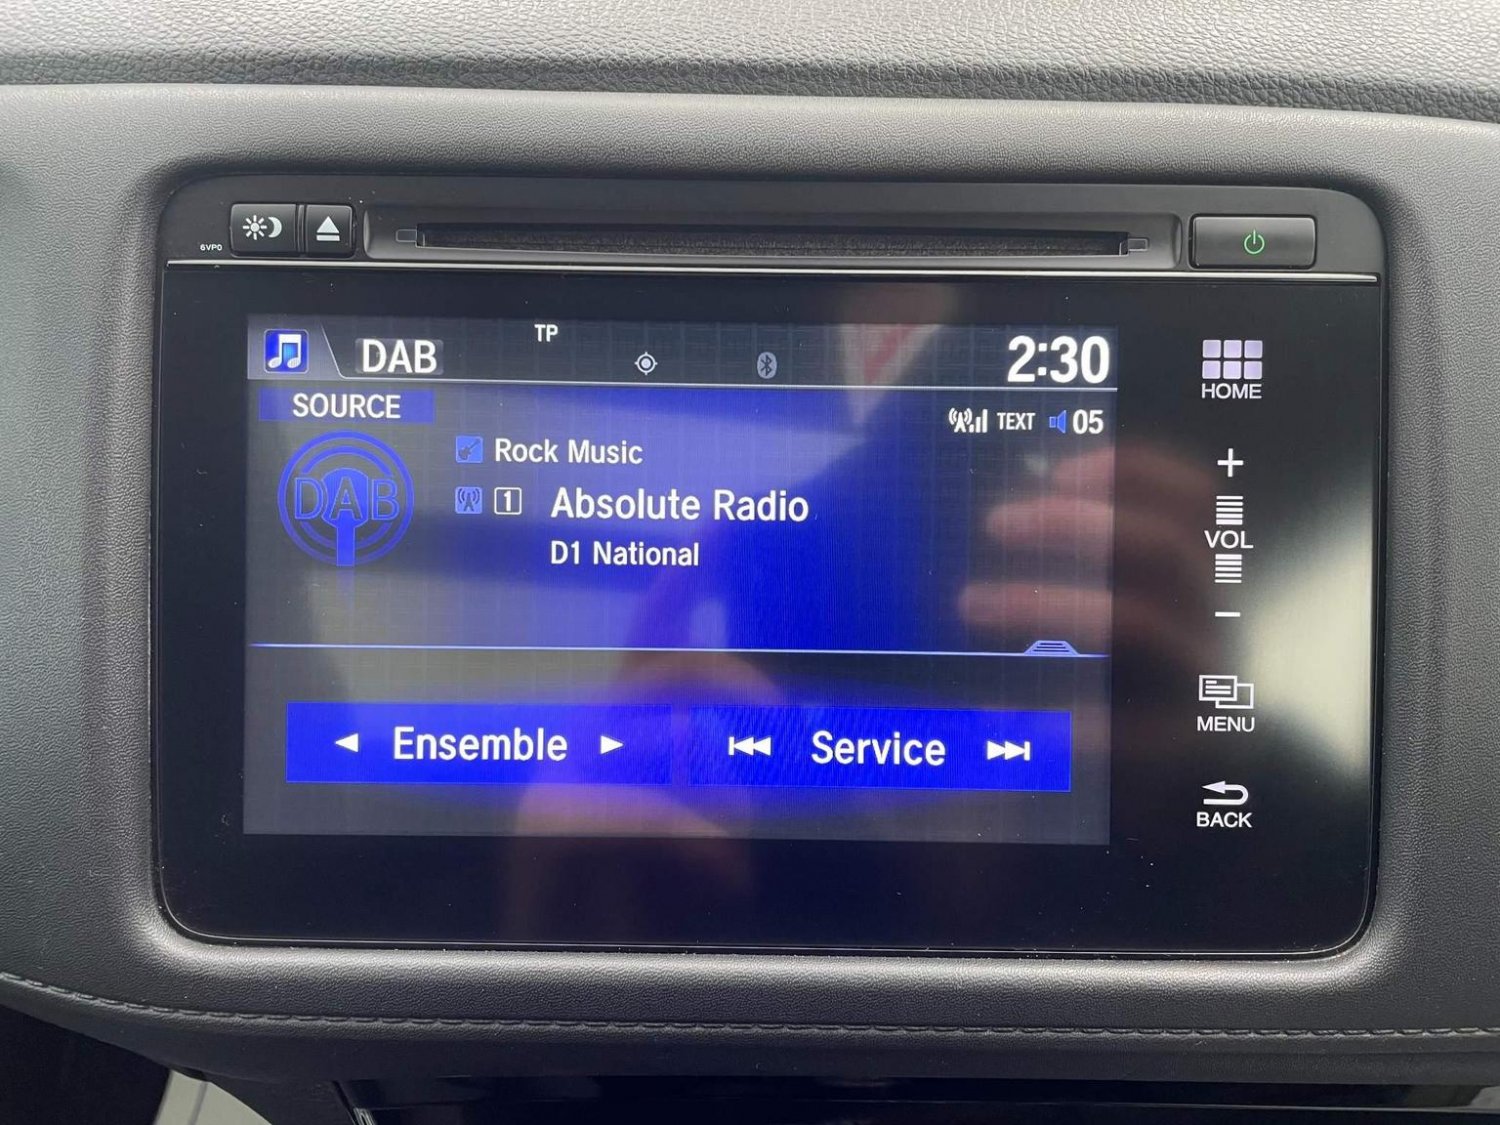 6VP0
DAB
TP
2:30
SOURCE
TEXT
05
DAB
Rock Music
1
Absolute Radio
D1 National
Ensemble
Service
HOME
+
VOL
−
MENU
BACK